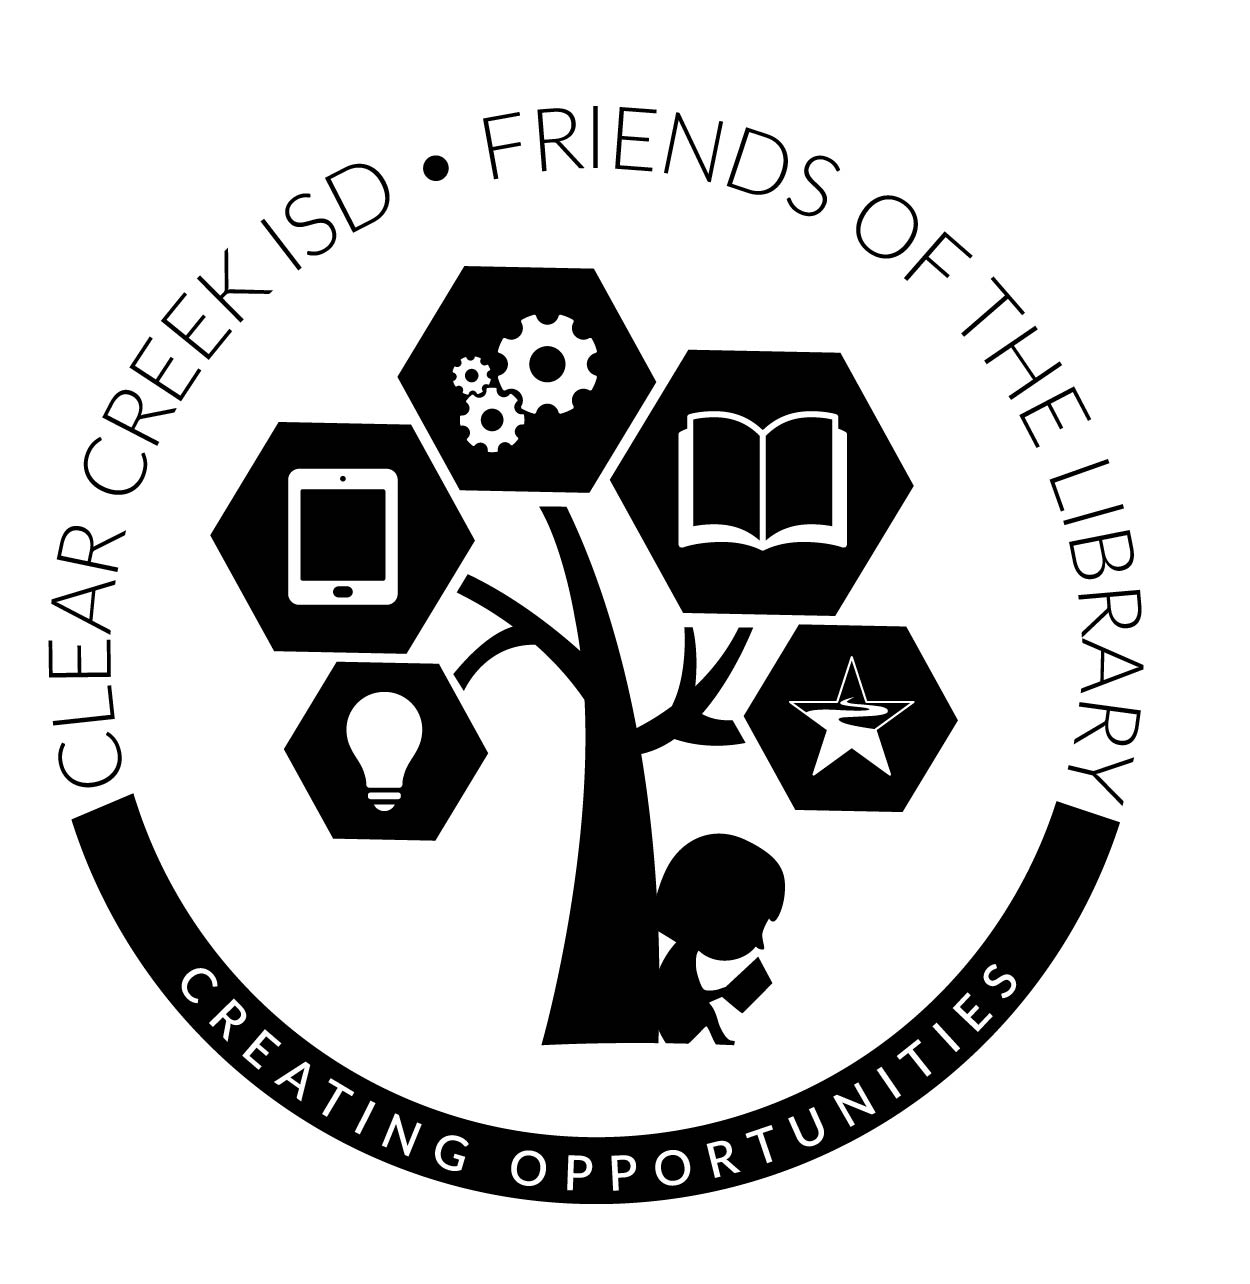 CLEAR CREEK ISD • FRIENDS OF THE LIBRARY
CREATING OPPORTUNITIES